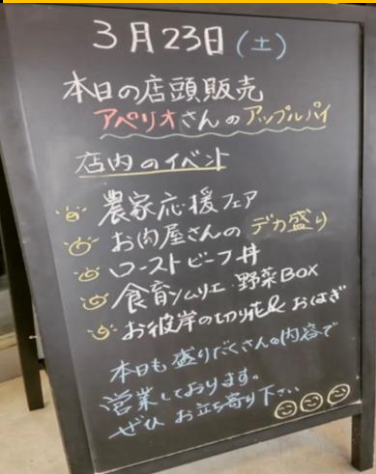 3月23日(土)
本日の店頭販売
アペリオさんのアップルパイ
店内のイベント
農家応援フェア
お肉屋さんのデカ盛り
ローストビーフ丼
食育ソムリエ 野菜BOX
お彼岸の切り花& おはぎ
本日も盛りだくさんの内容で
営業しております。
ぜひ お立ち寄り下さい